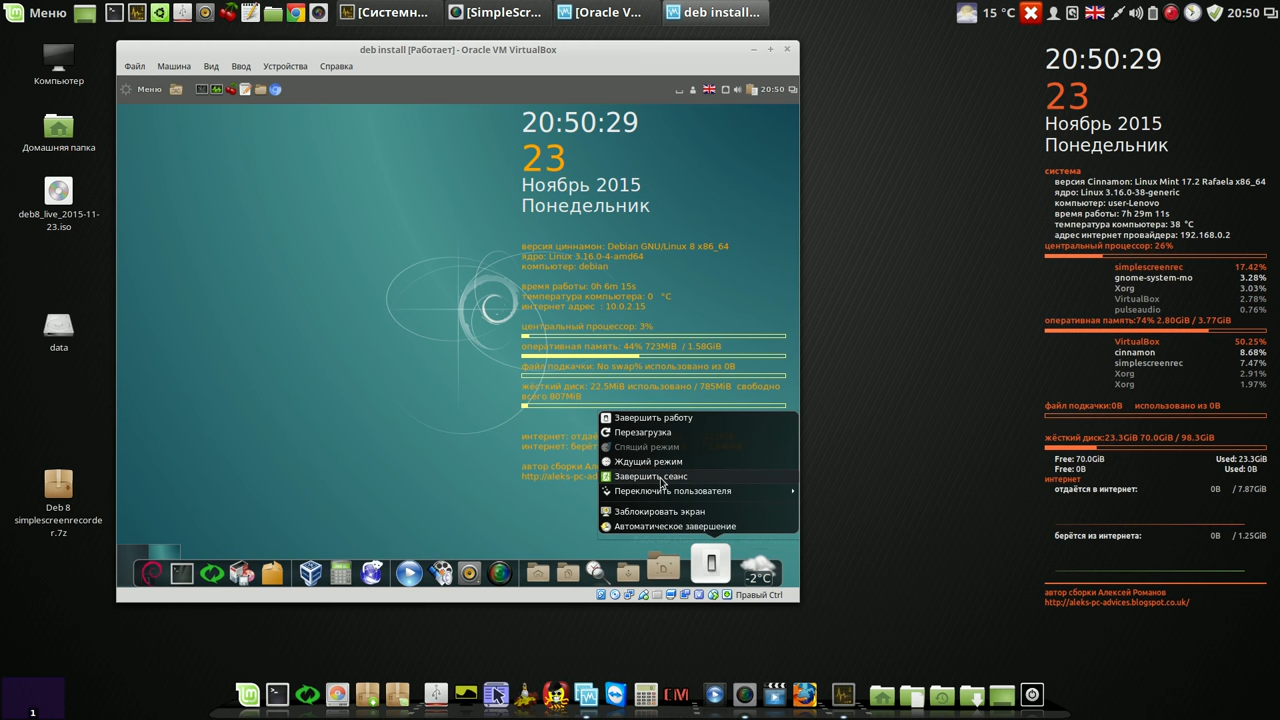 Меню
[Системн...
[SimpleScr...
[Oracle V...
deb install...
15 °C
20:50
Компьютер
Домашняя папка
deb8_live_2015-11-
23.iso
data
Deb 8
simplescreenrecorde
r.7z
deb install [Работает] - Oracle VM VirtualBox
Файл
Машина
Вид
Ввод
Устройства
Справка
Меню
20:50
20:50:29
23
Ноябрь 2015
Понедельник
версия циннамон: Debian GNU/Linux 8 x86_64
ядро: Linux 3.16.0-4-amd64
компьютер: debian
время работы: 0h 6m 15s
температура компьютера: 0 °C
интернет адрес : 10.0.2.15
центральный процессор: 3%
оперативная память: 44% 723MiB / 1.58GiB
файл подкачки: No swap% использовано из 0B
жёсткий диск: 22.5MiB использовано / 785MiB свободно
всего 807MiB
интернет: отдаё
интернет: берёт
автор сборки Ал
http://aleks-pc-ad
Завершить работу
Перезагрузка
Спящий режим
Ждущий режим
Завершить сеанс
Переключить пользователя
Заблокировать экран
Автоматическое завершение
-2°C
Правый Ctrl
20:50:29
23
Ноябрь 2015
Понедельник
система
версия Cinnamon: Linux Mint 17.2 Rafaela x86_64
ядро: Linux 3.16.0-38-generic
компьютер: user-Lenovo
время работы: 7h 29m 11s
температура компьютера: 38 °C
адрес интернет провайдера: 192.168.0.2
центральный процессор: 26%
simplescreenrec 17.42%
gnome-system-mo 3.28%
Xorg 3.03%
VirtualBox 2.78%
pulseaudio 0.76%
оперативная память:74% 2.80GiB / 3.77GiB
VirtualBox 50.25%
cinnamon 8.68%
simplescreenrec 7.47%
Xorg 2.91%
Xorg 1.97%
файл подкачки:0B использовано из 0B
жёсткий диск:23.3GiB 70.0GiB / 98.3GiB
Free: 70.0GiB Used: 23.3GiB
Free: 0B Used: 0B
интернет
отдаётся в интернет: 0B / 7.87GiB
берётся из интернета: 0B / 1.25GiB
автор сборки Алексей Романов
http://aleks-pc-advices.blogspot.co.uk/
1